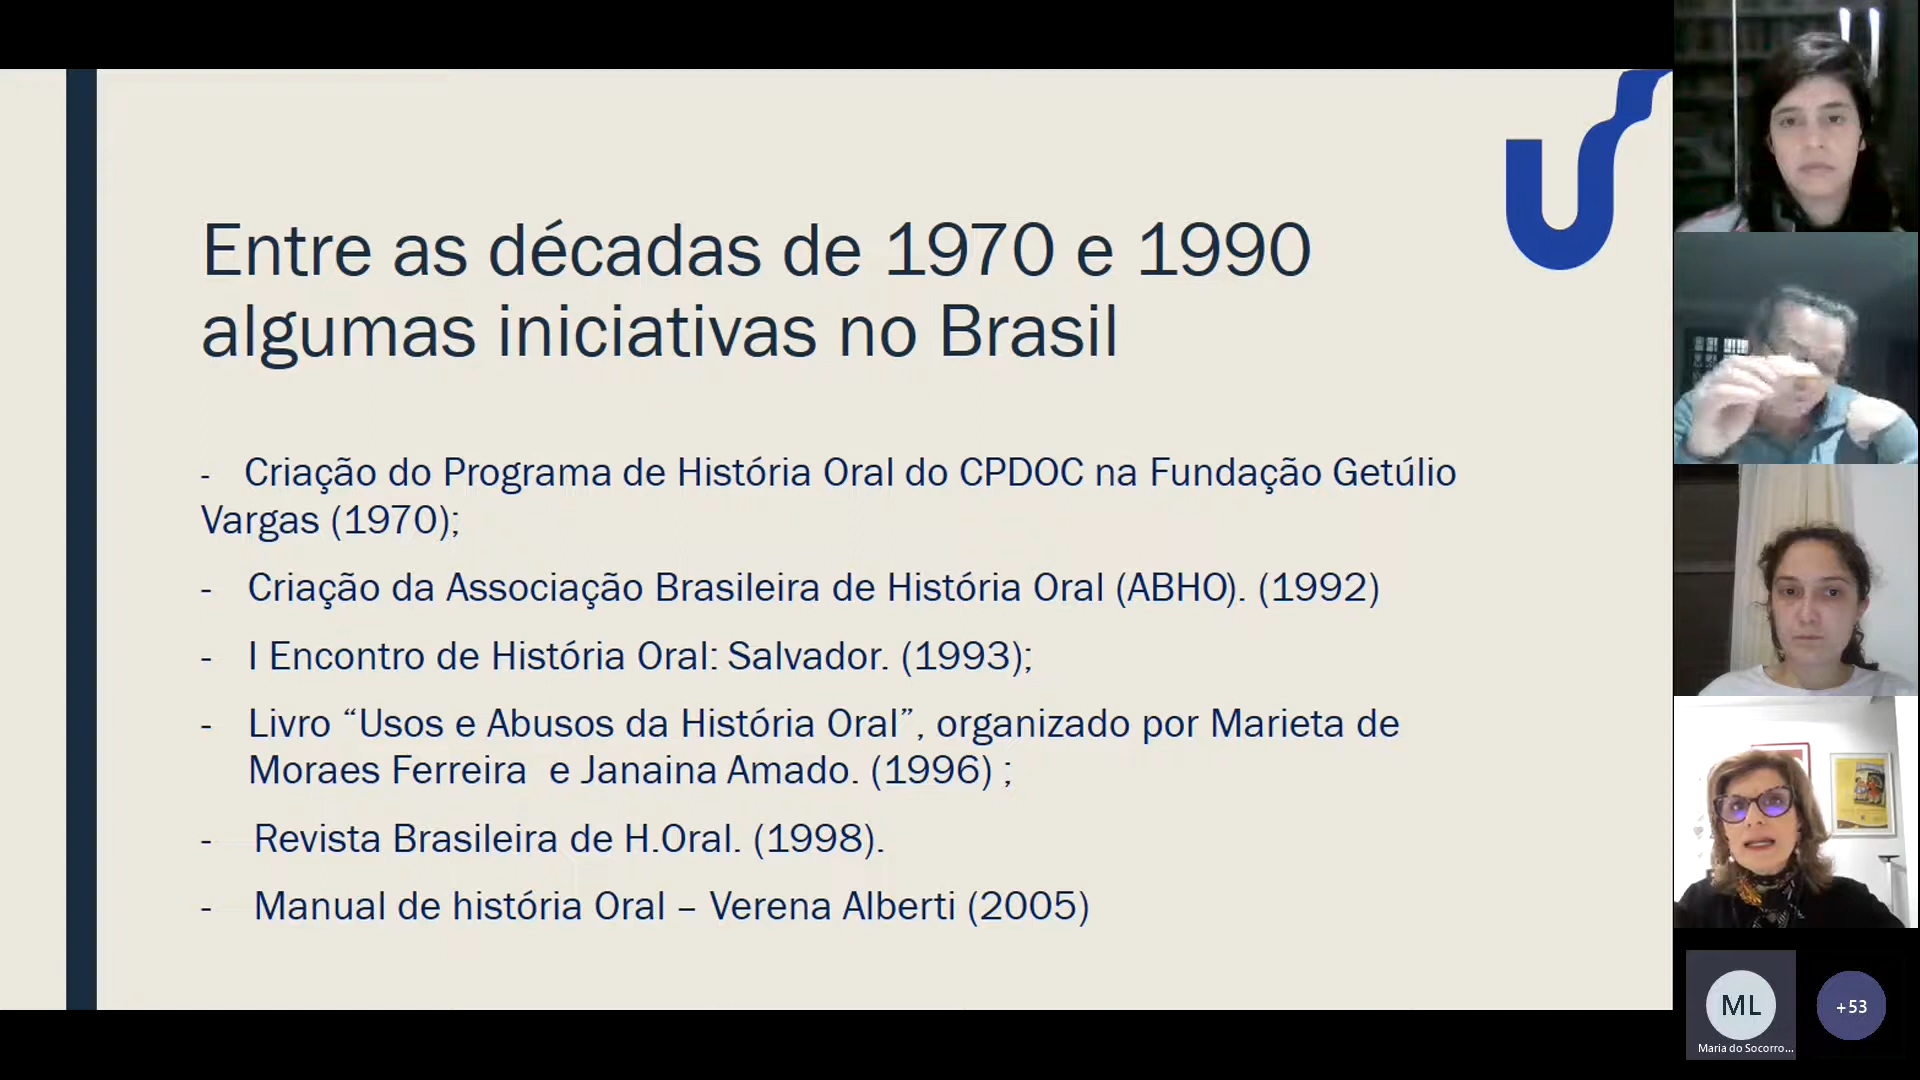 Entre as décadas de 1970 e 1990
algumas iniciativas no Brasil
- Criação do Programa de História Oral do CPDOC na Fundação Getúlio
Vargas (1970);
- Criação da Associação Brasileira de História Oral (ABHO). (1992)
- I Encontro de História Oral: Salvador. (1993);
- Livro “Usos e Abusos da História Oral”, organizado por Marieta de
Moraes Ferreira e Janaina Amado. (1996) ;
- Revista Brasileira de H.Oral. (1998).
- Manual de história Oral – Verena Alberti (2005)
ML
Maria do Socorro...
+53